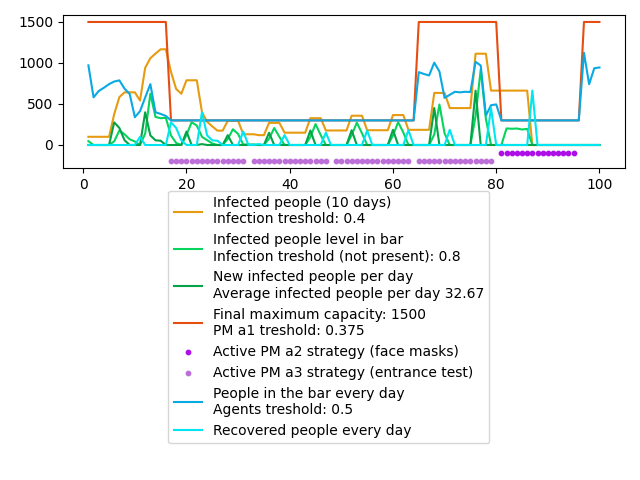 1500
1000
500
0
0
20
40
60
80
100
Infected people (10 days)
Infection treshold: 0.4
Infected people level in bar
Infection treshold (not present): 0.8
New infected people per day
Average infected people per day 32.67
Final maximum capacity: 1500
PM a1 treshold: 0.375
Active PM a2 strategy (face masks)
Active PM a3 strategy (entrance test)
People in the bar every day
Agents treshold: 0.5
Recovered people every day